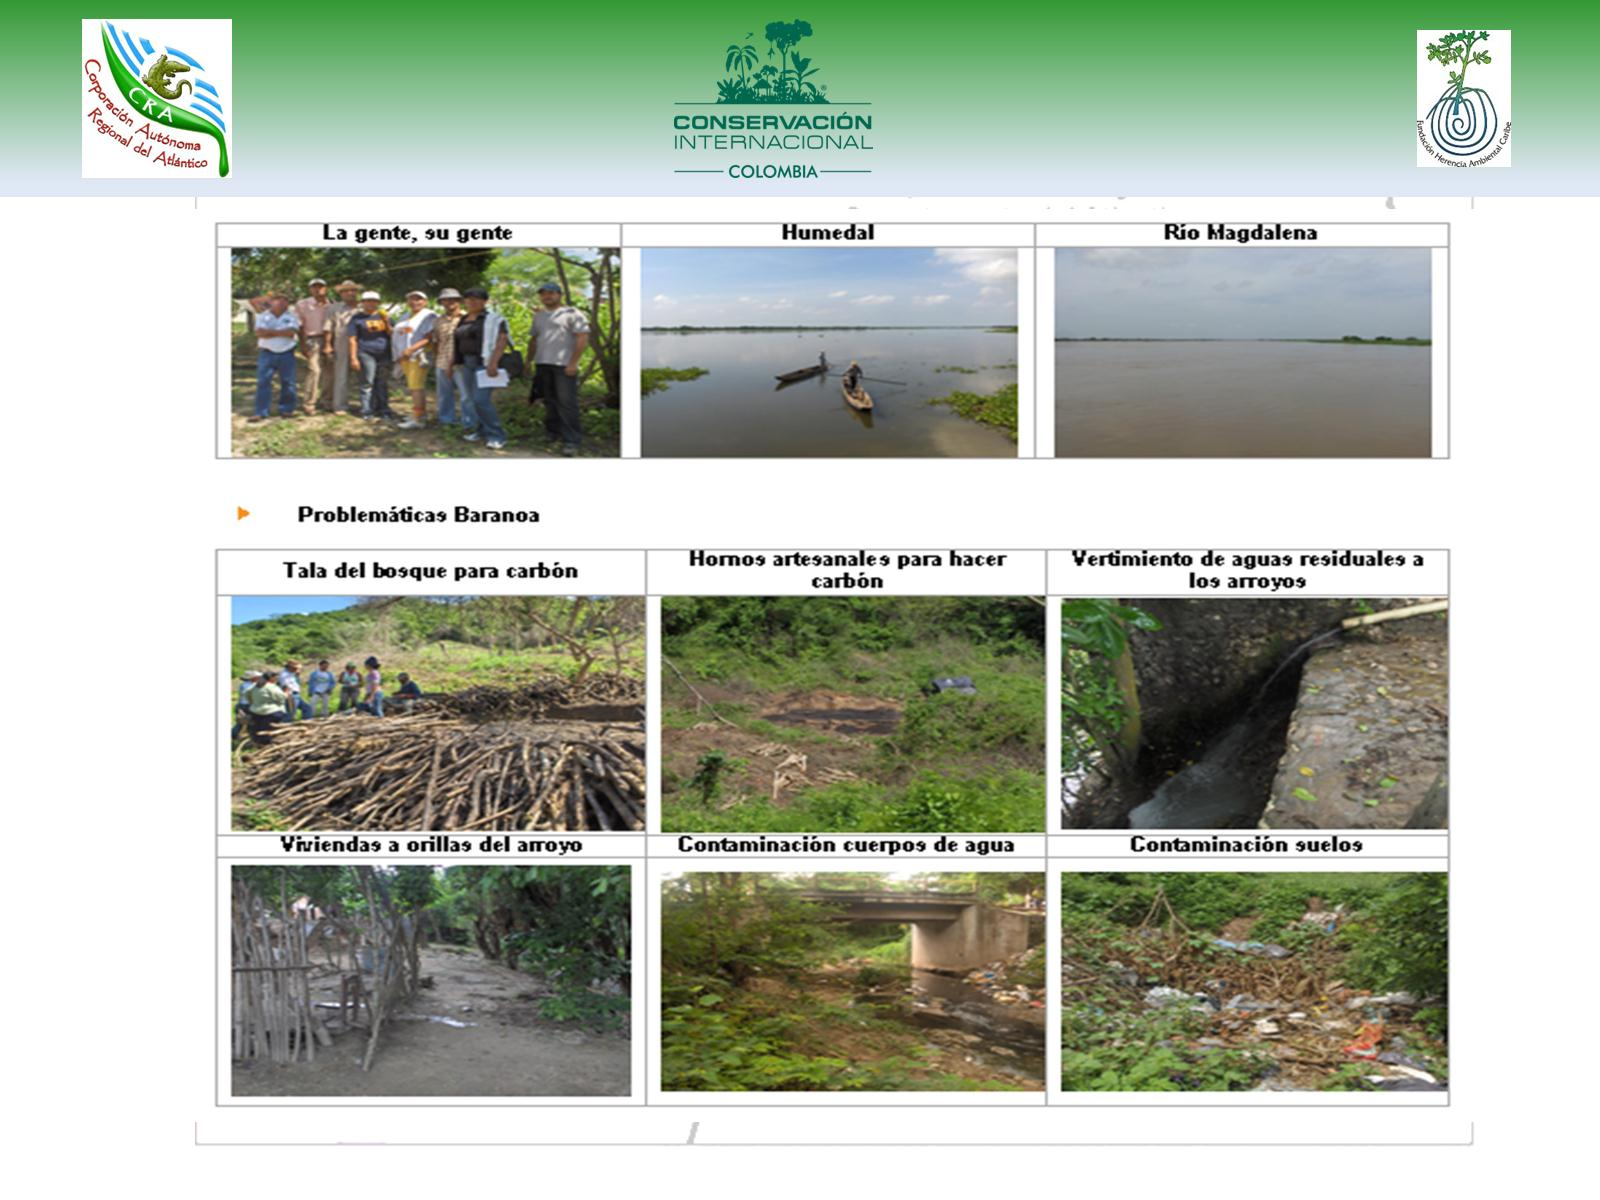 CRA
Corporación Autónoma
Regional del Atlántico
CONSERVACIÓN
INTERNACIONAL
COLOMBIA
Fundación Herencia Ambiental Caribe
La gente, su gente
Humedal
Río Magdalena
Problemáticas Baranoa
Tala del bosque para carbón
Hornos artesanales para hacer
carbón
Vertimiento de aguas residuales a
los arroyos
Viviendas a orillas del arroyo
Contaminación cuerpos de agua
Contaminación suelos